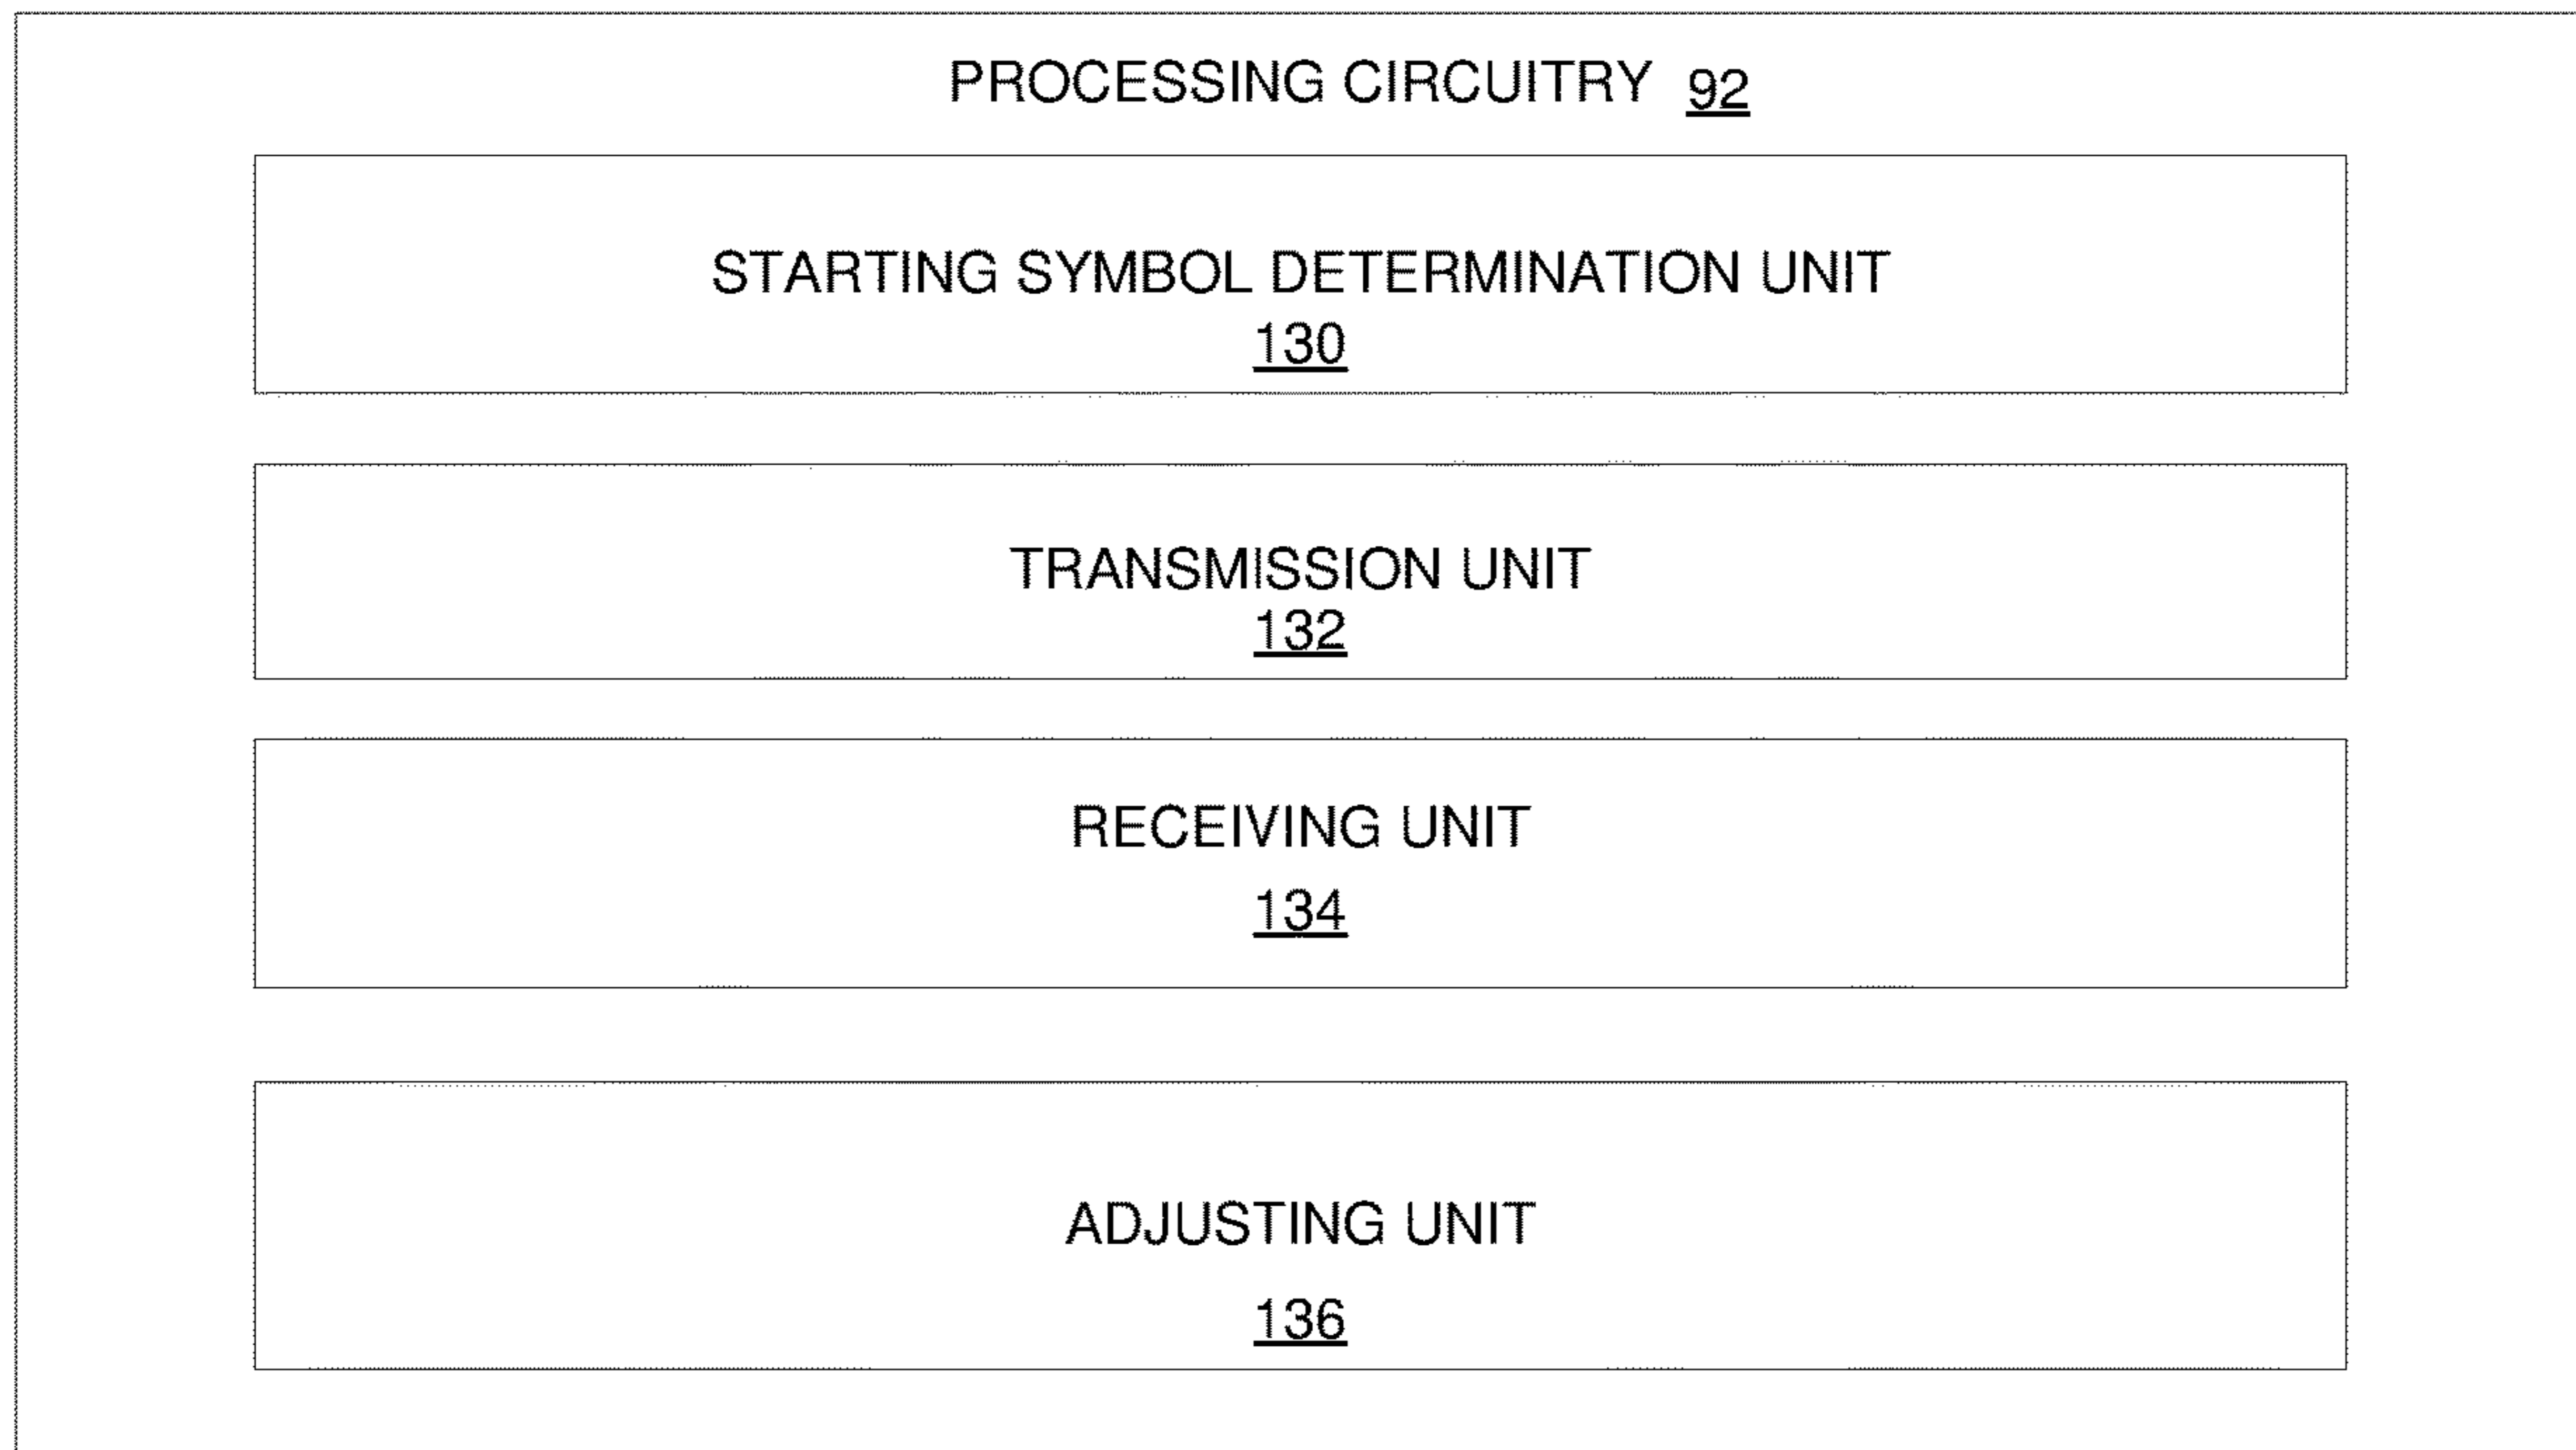 PROCESSING CIRCUITRY 92
STARTING SYMBOL DETERMINATION UNIT
130
TRANSMISSION UNIT
132
RECEIVING UNIT
134
ADJUSTING UNIT
136